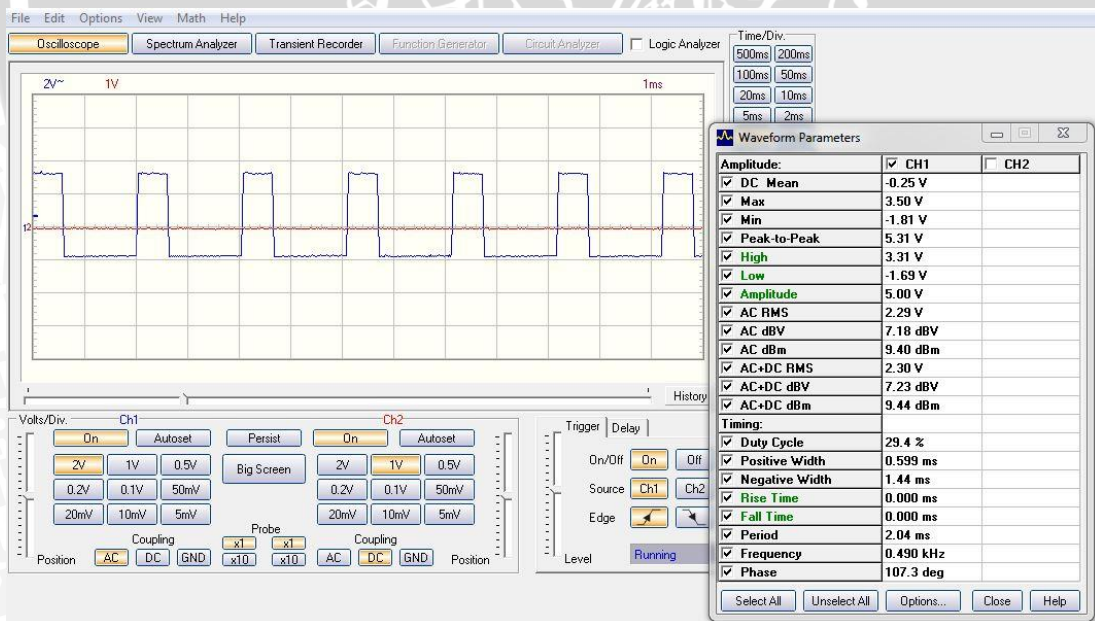 File Edit Options View Math Help
Oscilloscope Spectrum Analyzer Transient Recorder Function Generator Circuit Analyzer Logic Analyzer
Time/Div.
500ms 200ms
100ms 50ms
20ms 10ms
5ms 2ms
2V~ 1V 1ms
12
History
Volts/Div. Ch1 Ch2
On Autoset Persist On Autoset
2V 1V 0.5V Big Screen 2V 1V 0.5V
0.2V 0.1V 50mV 0.2V 0.1V 50mV
20mV 10mV 5mV 20mV 10mV 5mV
Probe
Coupling x1 x1 Coupling
Position AC DC GND x10 x10 AC DC GND Position
Trigger Delay
On/Off On Off
Source Ch1 Ch2
Edge
Level Running
Waveform Parameters
Amplitude: CH1 CH2
DC Mean -0.25 V
Max 3.50 V
Min -1.81 V
Peak-to-Peak 5.31 V
High 3.31 V
Low -1.69 V
Amplitude 5.00 V
AC RMS 2.29 V
AC dBV 7.18 dBV
AC dBm 9.40 dBm
AC+DC RMS 2.30 V
AC+DC dBV 7.23 dBV
AC+DC dBm 9.44 dBm
Timing:
Duty Cycle 29.4 %
Positive Width 0.599 ms
Negative Width 1.44 ms
Rise Time 0.000 ms
Fall Time 0.000 ms
Period 2.04 ms
Frequency 0.490 kHz
Phase 107.3 deg
Select All Unselect All Options... Close Help